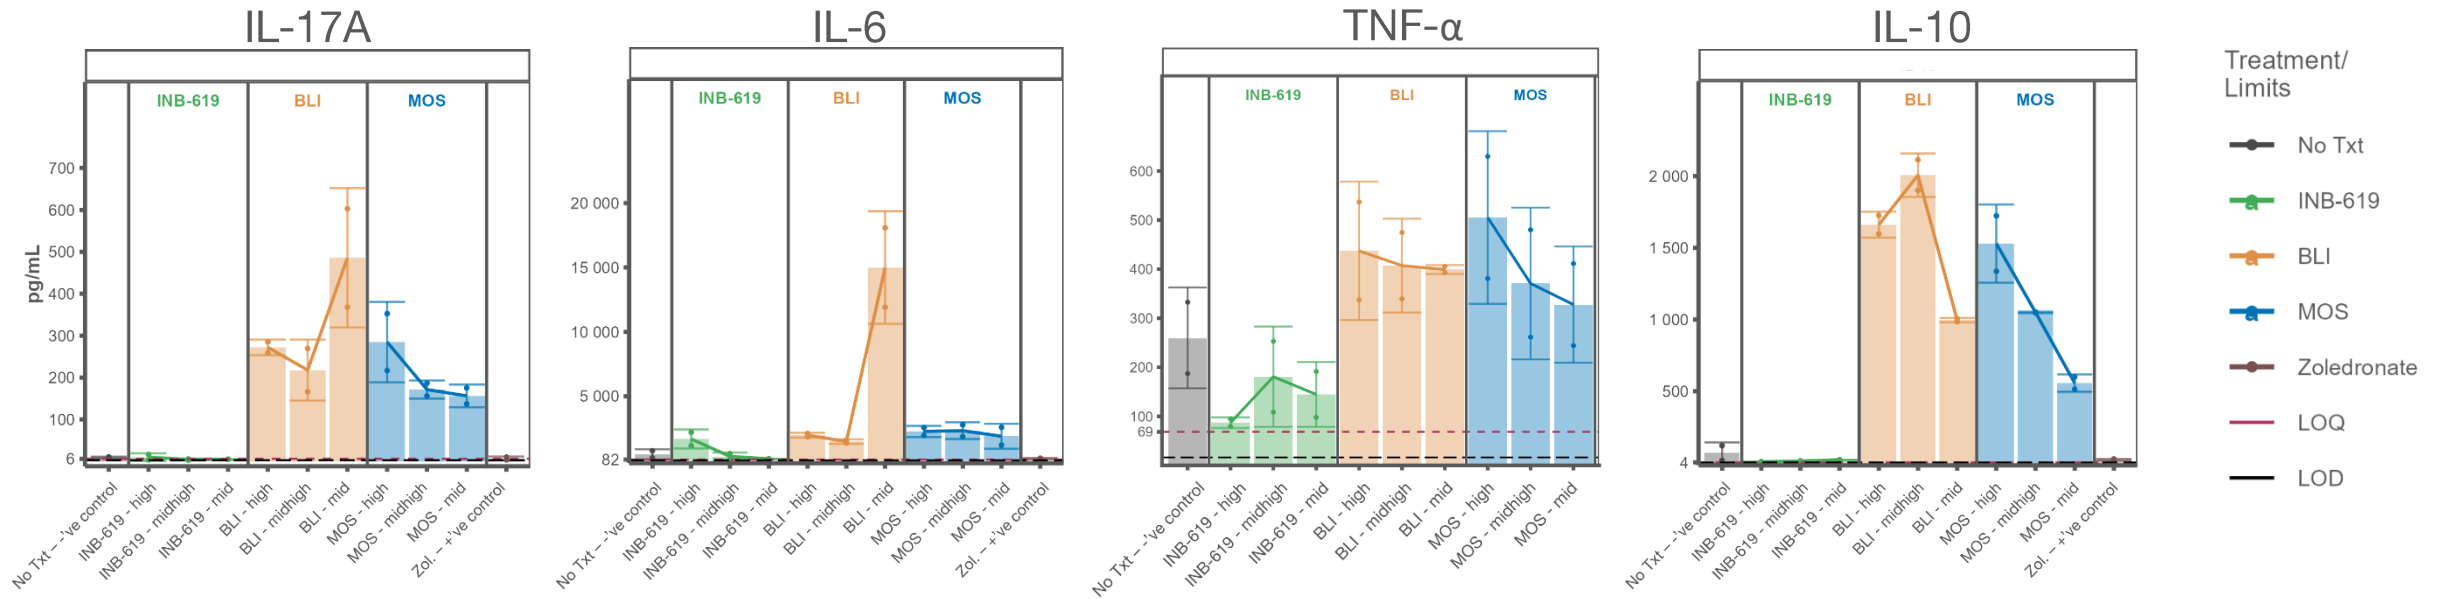 IL-17A
INB-619
BLI
MOS
pg/mL
700
600
500
400
300
200
100
6
No Txt – -'ve control
INB-619 - high
INB-619 - midhigh
INB-619 - mid
BLI - high
BLI - midhigh
BLI - mid
MOS - high
MOS - midhigh
MOS - mid
Zol. – +'ve control
IL-6
INB-619
BLI
MOS
20 000
15 000
10 000
5 000
82
No Txt – -'ve control
INB-619 - high
INB-619 - midhigh
INB-619 - mid
BLI - high
BLI - midhigh
BLI - mid
MOS - high
MOS - midhigh
MOS - mid
Zol. – +'ve control
TNF-α
INB-619
BLI
MOS
600
500
400
300
200
100
69
No Txt – -'ve control
INB-619 - high
INB-619 - midhigh
INB-619 - mid
BLI - high
BLI - midhigh
BLI - mid
MOS - high
MOS - midhigh
MOS - mid
IL-10
INB-619
BLI
MOS
2 000
1 500
1 000
500
4
No Txt – -'ve control
INB-619 - high
INB-619 - midhigh
INB-619 - mid
BLI - high
BLI - midhigh
BLI - mid
MOS - high
MOS - midhigh
MOS - mid
Zol. – +'ve control
Treatment/
Limits
No Txt
INB-619
BLI
MOS
Zoledronate
LOQ
LOD